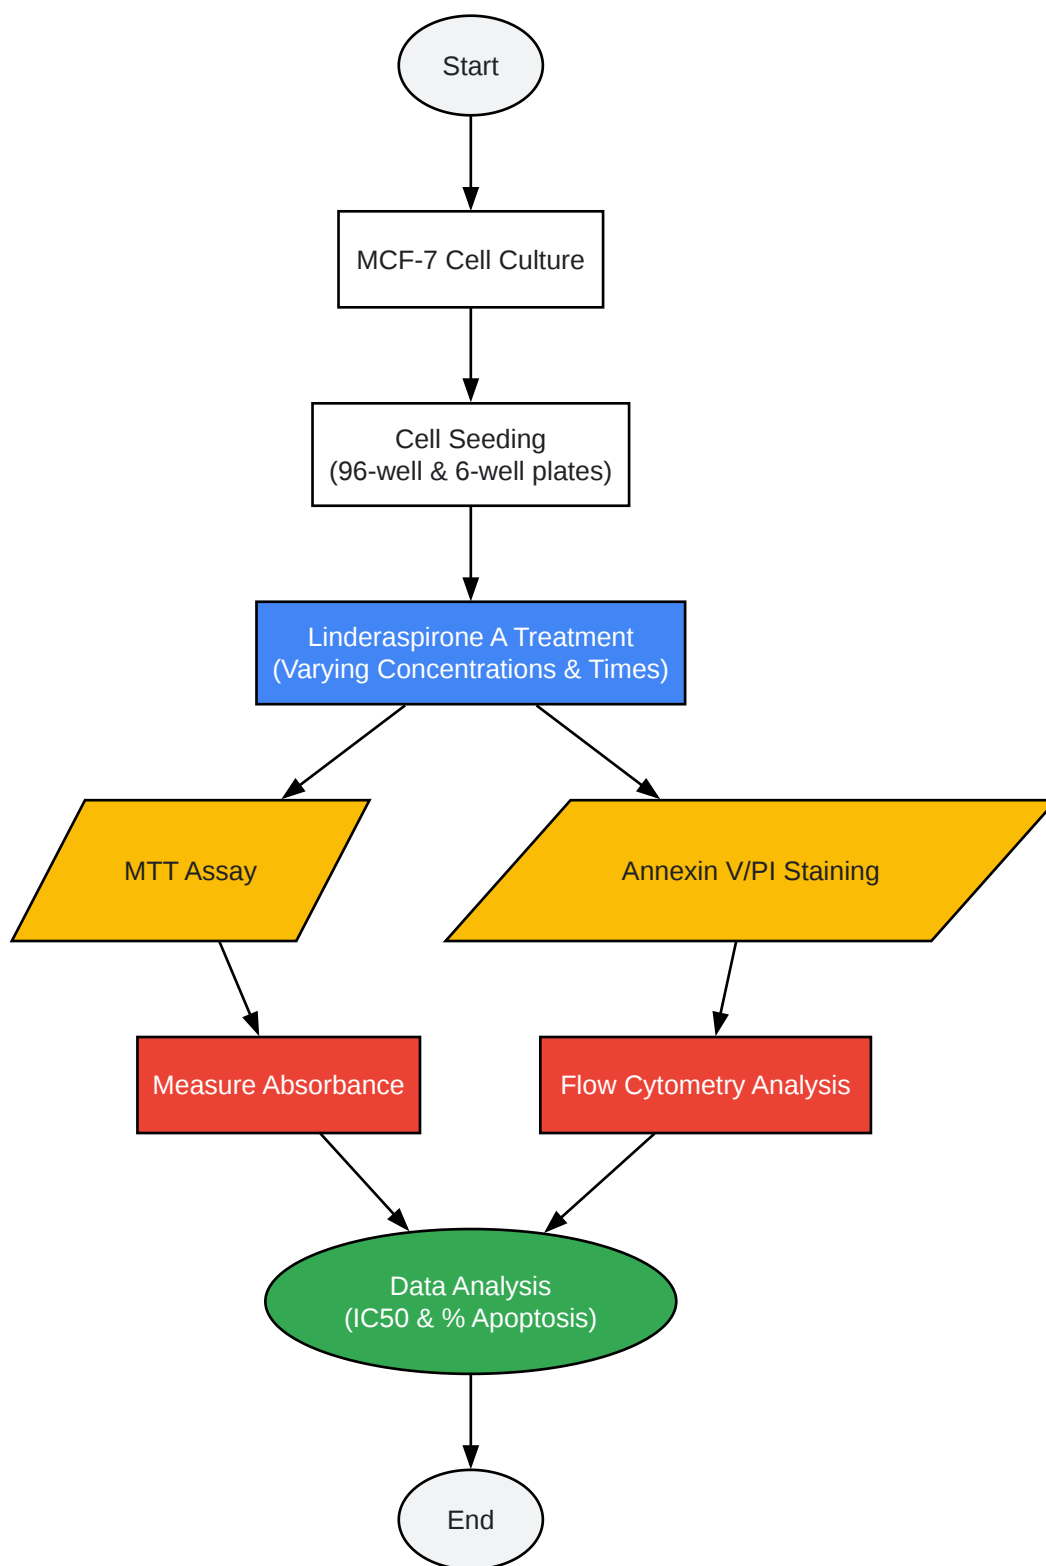 Start
MCF-7 Cell Culture
Cell Seeding
(96-well & 6-well plates)
Linderaspirone A Treatment
(Varying Concentrations & Times)
MTT Assay
Annexin V/PI Staining
Measure Absorbance
Flow Cytometry Analysis
Data Analysis
(IC50 & % Apoptosis)
End